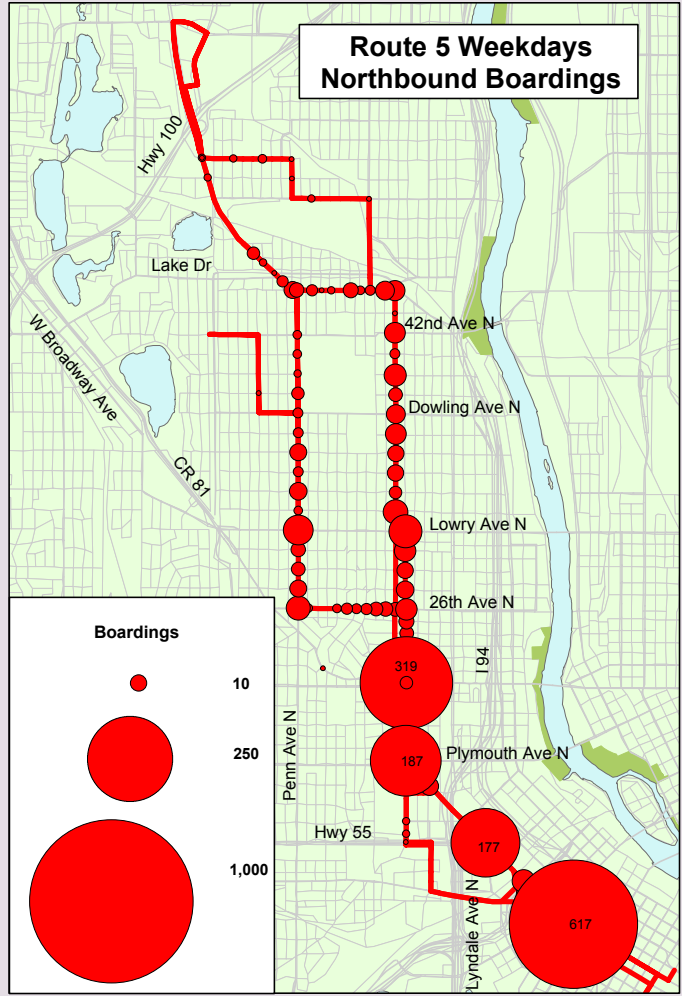 Route 5 Weekdays
Northbound Boardings
Hwy 100
Lake Dr
42nd Ave N
W Broadway Ave
Dowling Ave N
CR 81
Lowry Ave N
26th Ave N
Boardings
10
250
1,000
319
I 94
Penn Ave N
187
Plymouth Ave N
Hwy 55
177
Lyndale Ave N
617